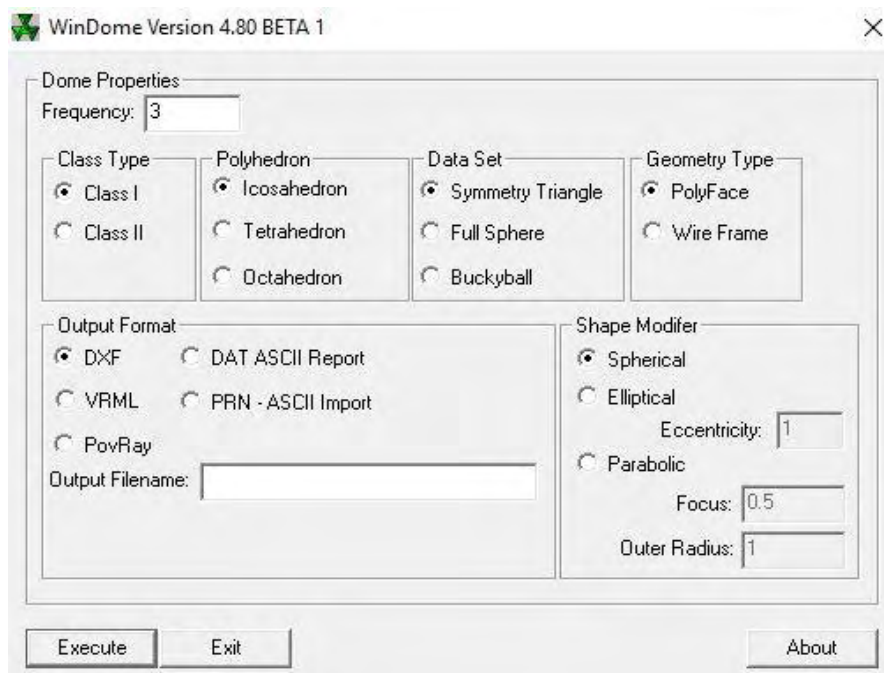 WinDome Version 4.80 BETA 1
Dome Properties
Frequency: 3
Class Type
Class I
Class II
Polyhedron
Icosahedron
Tetrahedron
Octahedron
Data Set
Symmetry Triangle
Full Sphere
Buckyball
Geometry Type
PolyFace
Wire Frame
Output Format
DXF
DAT ASCII Report
VRML
PRN - ASCII Import
PovRay
Output Filename:
Shape Modifer
Spherical
Elliptical
Eccentricity: 1
Parabolic
Focus: 0.5
Outer Radius: 1
Execute
Exit
About